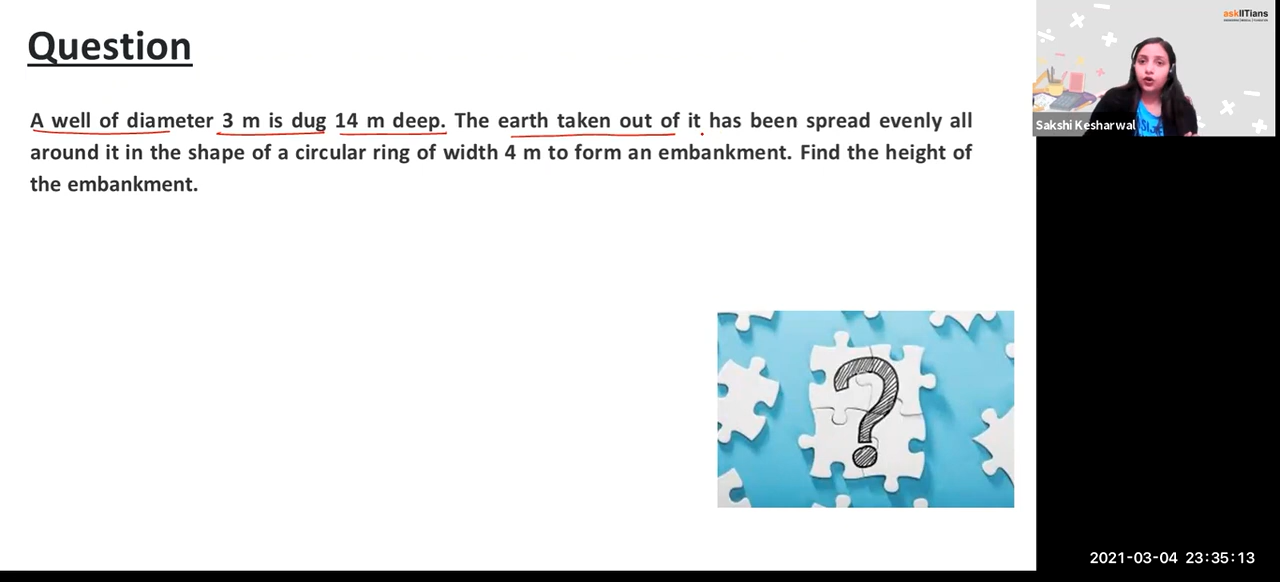 Question
A well of diameter 3 m is dug 14 m deep. The earth taken out of it has been spread evenly all
around it in the shape of a circular ring of width 4 m to form an embankment. Find the height of
the embankment.
?
askIITians
Sakshi Kesharwal
2021-03-04 23:35:13